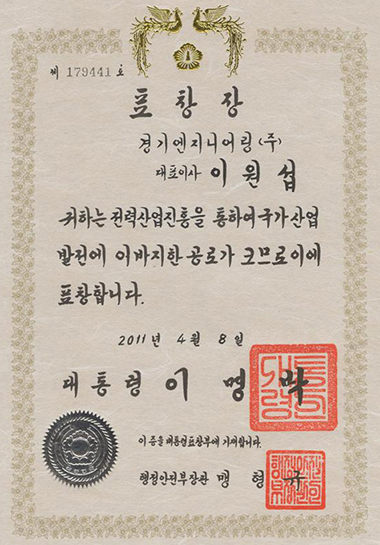 제 179441 호
표창장
경기엔지니어링(주)
대표이사 이원섭
귀하는 전력산업진흥을 통하여 국가산업
발전에 이바지한 공로가 크므로 이에
표창합니다.
2011년 4월 8일
대통령 이명박
이 증을 대통령표창부에 기재합니다.
행정안전부장관 맹형규